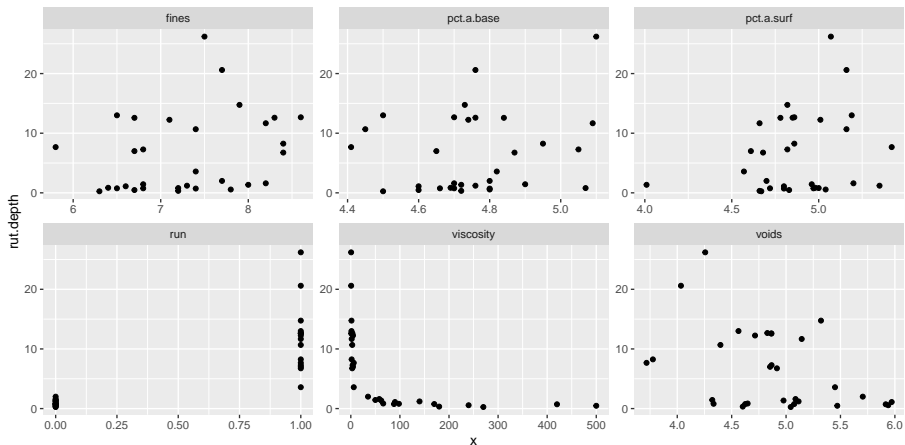 fines
pct.a.base
pct.a.surf
20
10
0
6 7 8
4.4 4.6 4.8 5.0
4.0 4.5 5.0
run
viscosity
voids
20
10
0
0.00 0.25 0.50 0.75 1.00
0 100 200 300 400 500
4.0 4.5 5.0 5.5 6.0
rut.depth
x